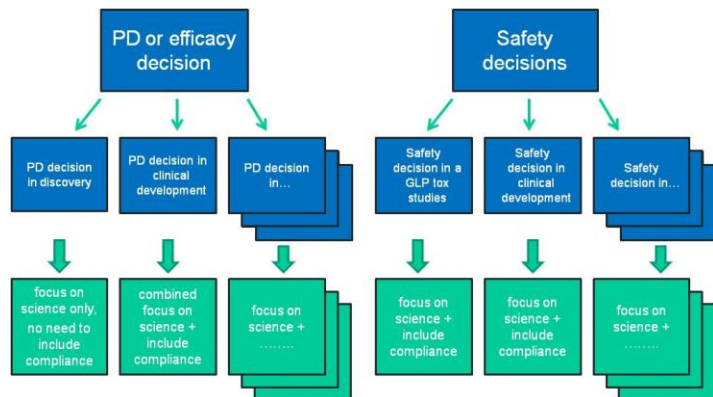 PD or efficacy
decision
Safety
decisions
PD decision
in discovery
PD decision in
clinical
development
PD decision
in…
Safety
decision in a
GLP tox
studies
Safety
decision in
clinical
development
Safety
decision in…
focus on
science only,
no need to
include
compliance
combined
focus on
science +
include
compliance
focus on
science +
........
focus on
science +
include
compliance
focus on
science +
include
compliance
focus on
science +
........